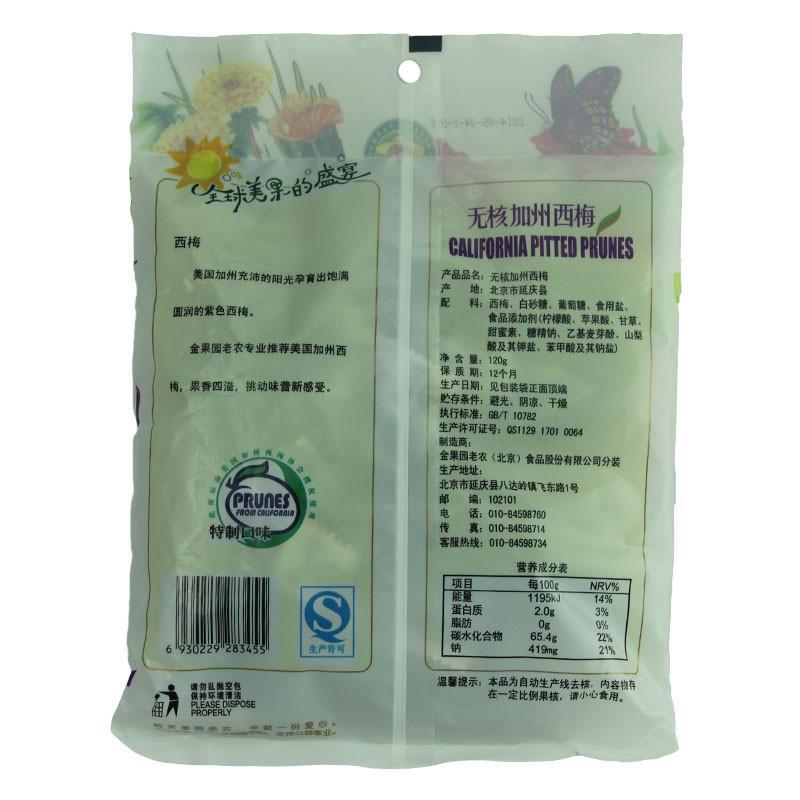 全球美果的盛宴
西梅
美国加州充沛的阳光孕育出饱满
圆润的紫色西梅。
金果园老农专业推荐美国加州西
梅，果香四溢，挑动味蕾新感受。
PRUNES
FROM CALIFORNIA
特制口味
6 930229 283455
生产许可
请勿乱抛空包
保持环境清洁
PLEASE DISPOSE
PROPERLY
无核加州西梅
CALIFORNIA PITTED PRUNES
产品品名：无核加州西梅
产 地：北京市延庆县
配 料：西梅、白砂糖、葡萄糖、食用盐、
食品添加剂(柠檬酸、苹果酸、甘草、
甜蜜素、糖精钠、乙基麦芽酚、山梨
酸及其钾盐、苯甲酸及其钠盐)
净 含 量：120g
保 质 期：12个月
生产日期：见包装袋正面顶端
贮存条件：避光、阴凉、干燥
执行标准：GB/T 10782
生产许可证号：QS1129 1701 0064
制造商：
金果园老农（北京）食品股份有限公司分装
生产地址：
北京市延庆县八达岭镇飞东路1号
邮 编：102101
电 话：010-84598760
传 真：010-84598714
客服热线：010-84598734
营养成分表
项目 每100g NRV%
能量 1195kJ 14%
蛋白质 2.0g 3%
脂肪 0g 0%
碳水化合物 65.4g 22%
钠 419mg 21%
温馨提示：本品为自动生产线去核，内容物存
在一定比例果核，请小心食用。